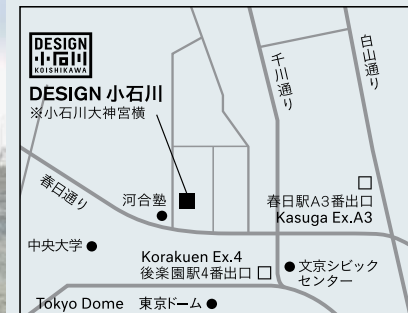 DESIGN
小石川
KOISHIKAWA
DESIGN 小石川
※小石川大神宮横
千川通り
白山通り
春日通り
河合塾
春日駅A3番出口
Kasuga Ex.A3
中央大学
Korakuen Ex.4
後楽園駅4番出口
文京シビック
センター
Tokyo Dome 東京ドーム